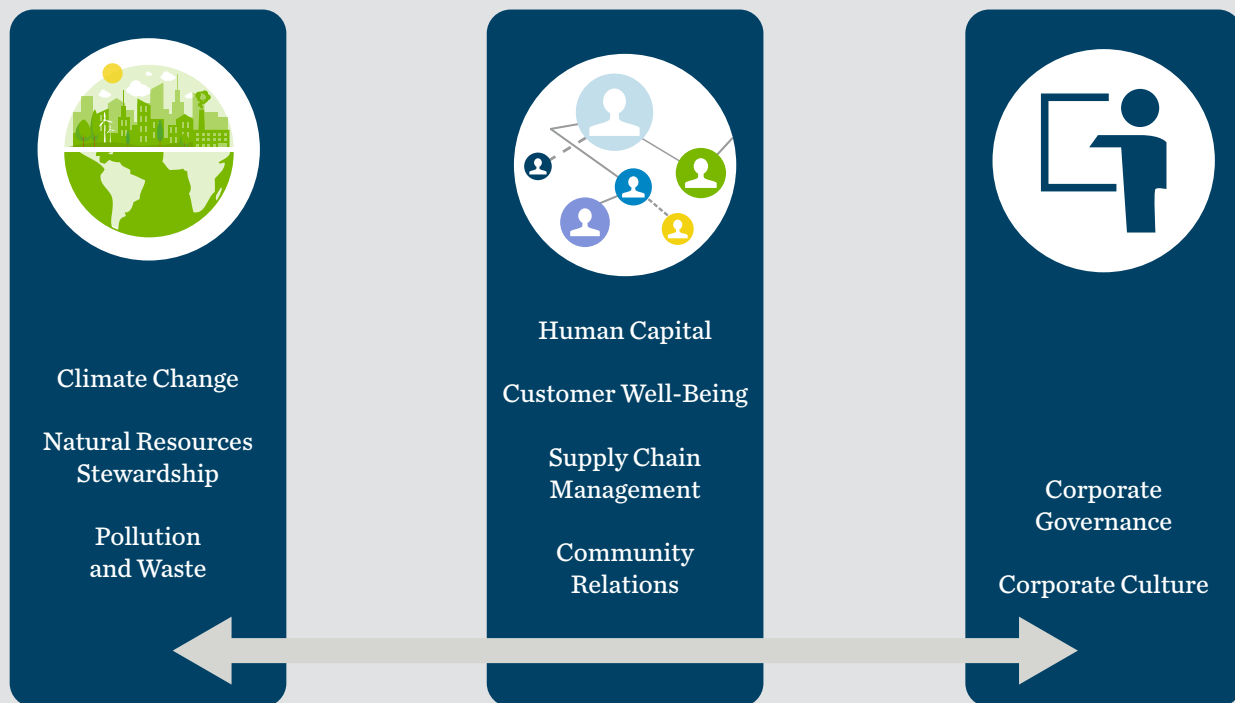 Climate Change
Natural Resources
Stewardship
Pollution
and Waste
Human Capital
Customer Well-Being
Supply Chain
Management
Community
Relations
Corporate
Governance
Corporate Culture